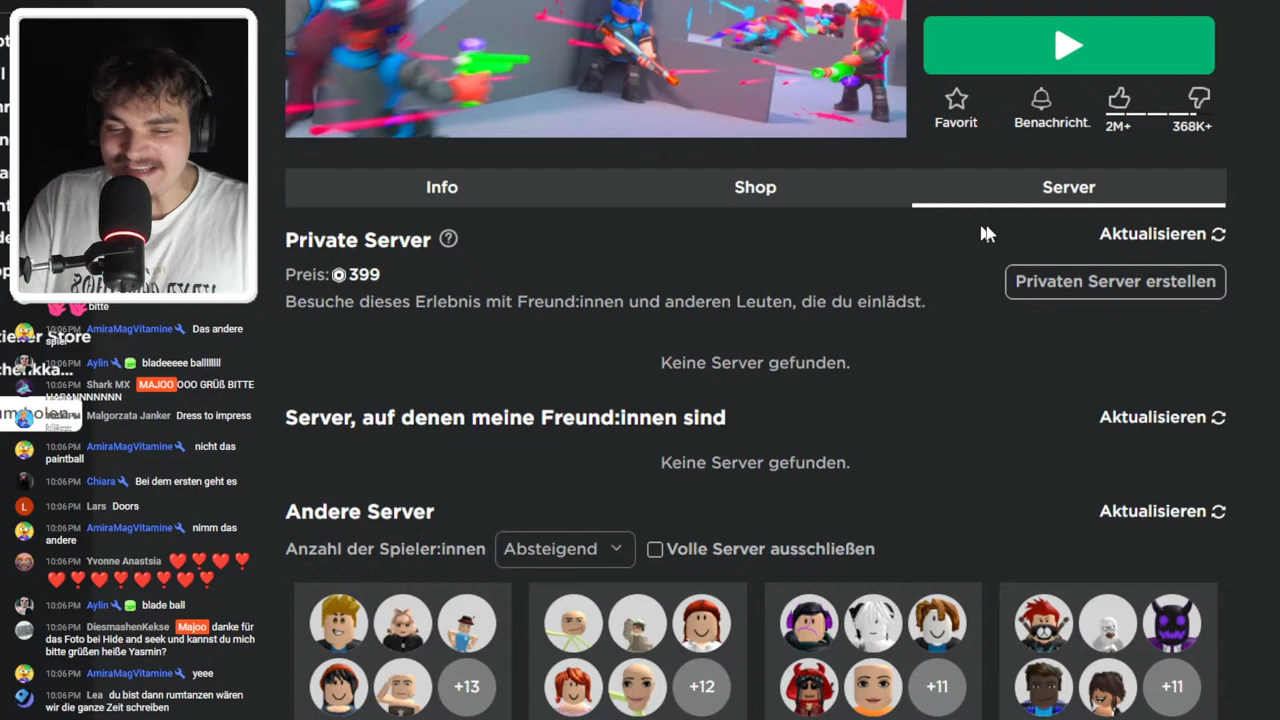 Favorit
Benachricht.
2M+
368K+
Info
Shop
Server
Private Server
Aktualisieren
Preis: 399
Privaten Server erstellen
Besuche dieses Erlebnis mit Freund:innen und anderen Leuten, die du einlädst.
Keine Server gefunden.
Server, auf denen meine Freund:innen sind
Aktualisieren
Keine Server gefunden.
Andere Server
Aktualisieren
Anzahl der Spieler:innen
Absteigend
Volle Server ausschließen
+13
+12
+11
+11
bitte
10:06PM AmiraMagVitamine Das andere
spiel
Store
10:06PM Aylin bladeeeee balllllllll
10:06PM Shark MX MAJOO OOO GRÜß BITTE
10:06PM Malgorzata Janker Dress to impress
10:06PM AmiraMagVitamine nicht das
paintball
10:06PM Chiara Bei dem ersten geht es
L 10:06PM Lars Doors
10:06PM AmiraMagVitamine nimm das
andere
10:06PM Yvonne Anastsia
10:06PM Aylin blade ball
10:06PM DiesmashenKekse Majoo danke für
das Foto bei Hide and seek und kannst du mich
bitte grüßen heiße Yasmin?
10:06PM AmiraMagVitamine yeee
10:06PM Lea du bist dann rumtanzen wären
wir die ganze Zeit schreiben